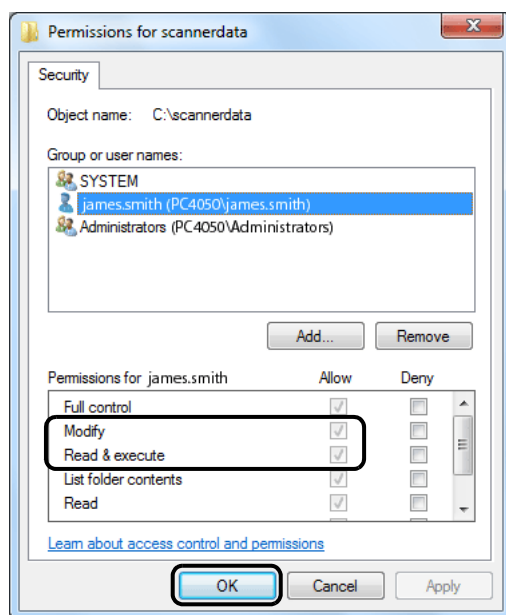 Permissions for scannerdata
Security
Object name: C:\scannerdata
Group or user names:
SYSTEM
james.smith (PC4050\james.smith)
Administrators (PC4050\Administrators)
Add... Remove
Permissions for james.smith Allow Deny
Full control
Modify
Read & execute
List folder contents
Read
Learn about access control and permissions
OK Cancel Apply